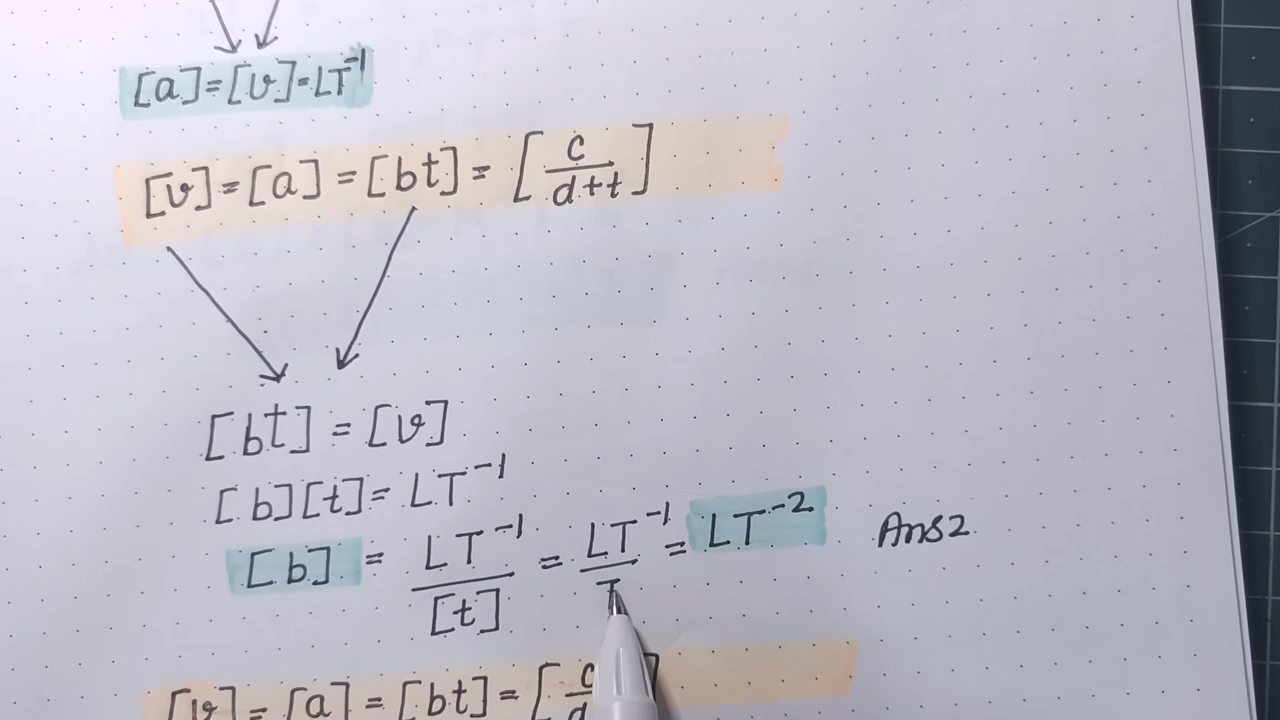 [a]=[v]=LT⁻¹
[v]=[a]=[bt]=[c/d+t]
[bt]=[v]
[b][t]=LT⁻¹
[b] = LT⁻¹/[t] = LT⁻¹/T = LT⁻² Ans2
[v]=[a]=[bt]=[c/d